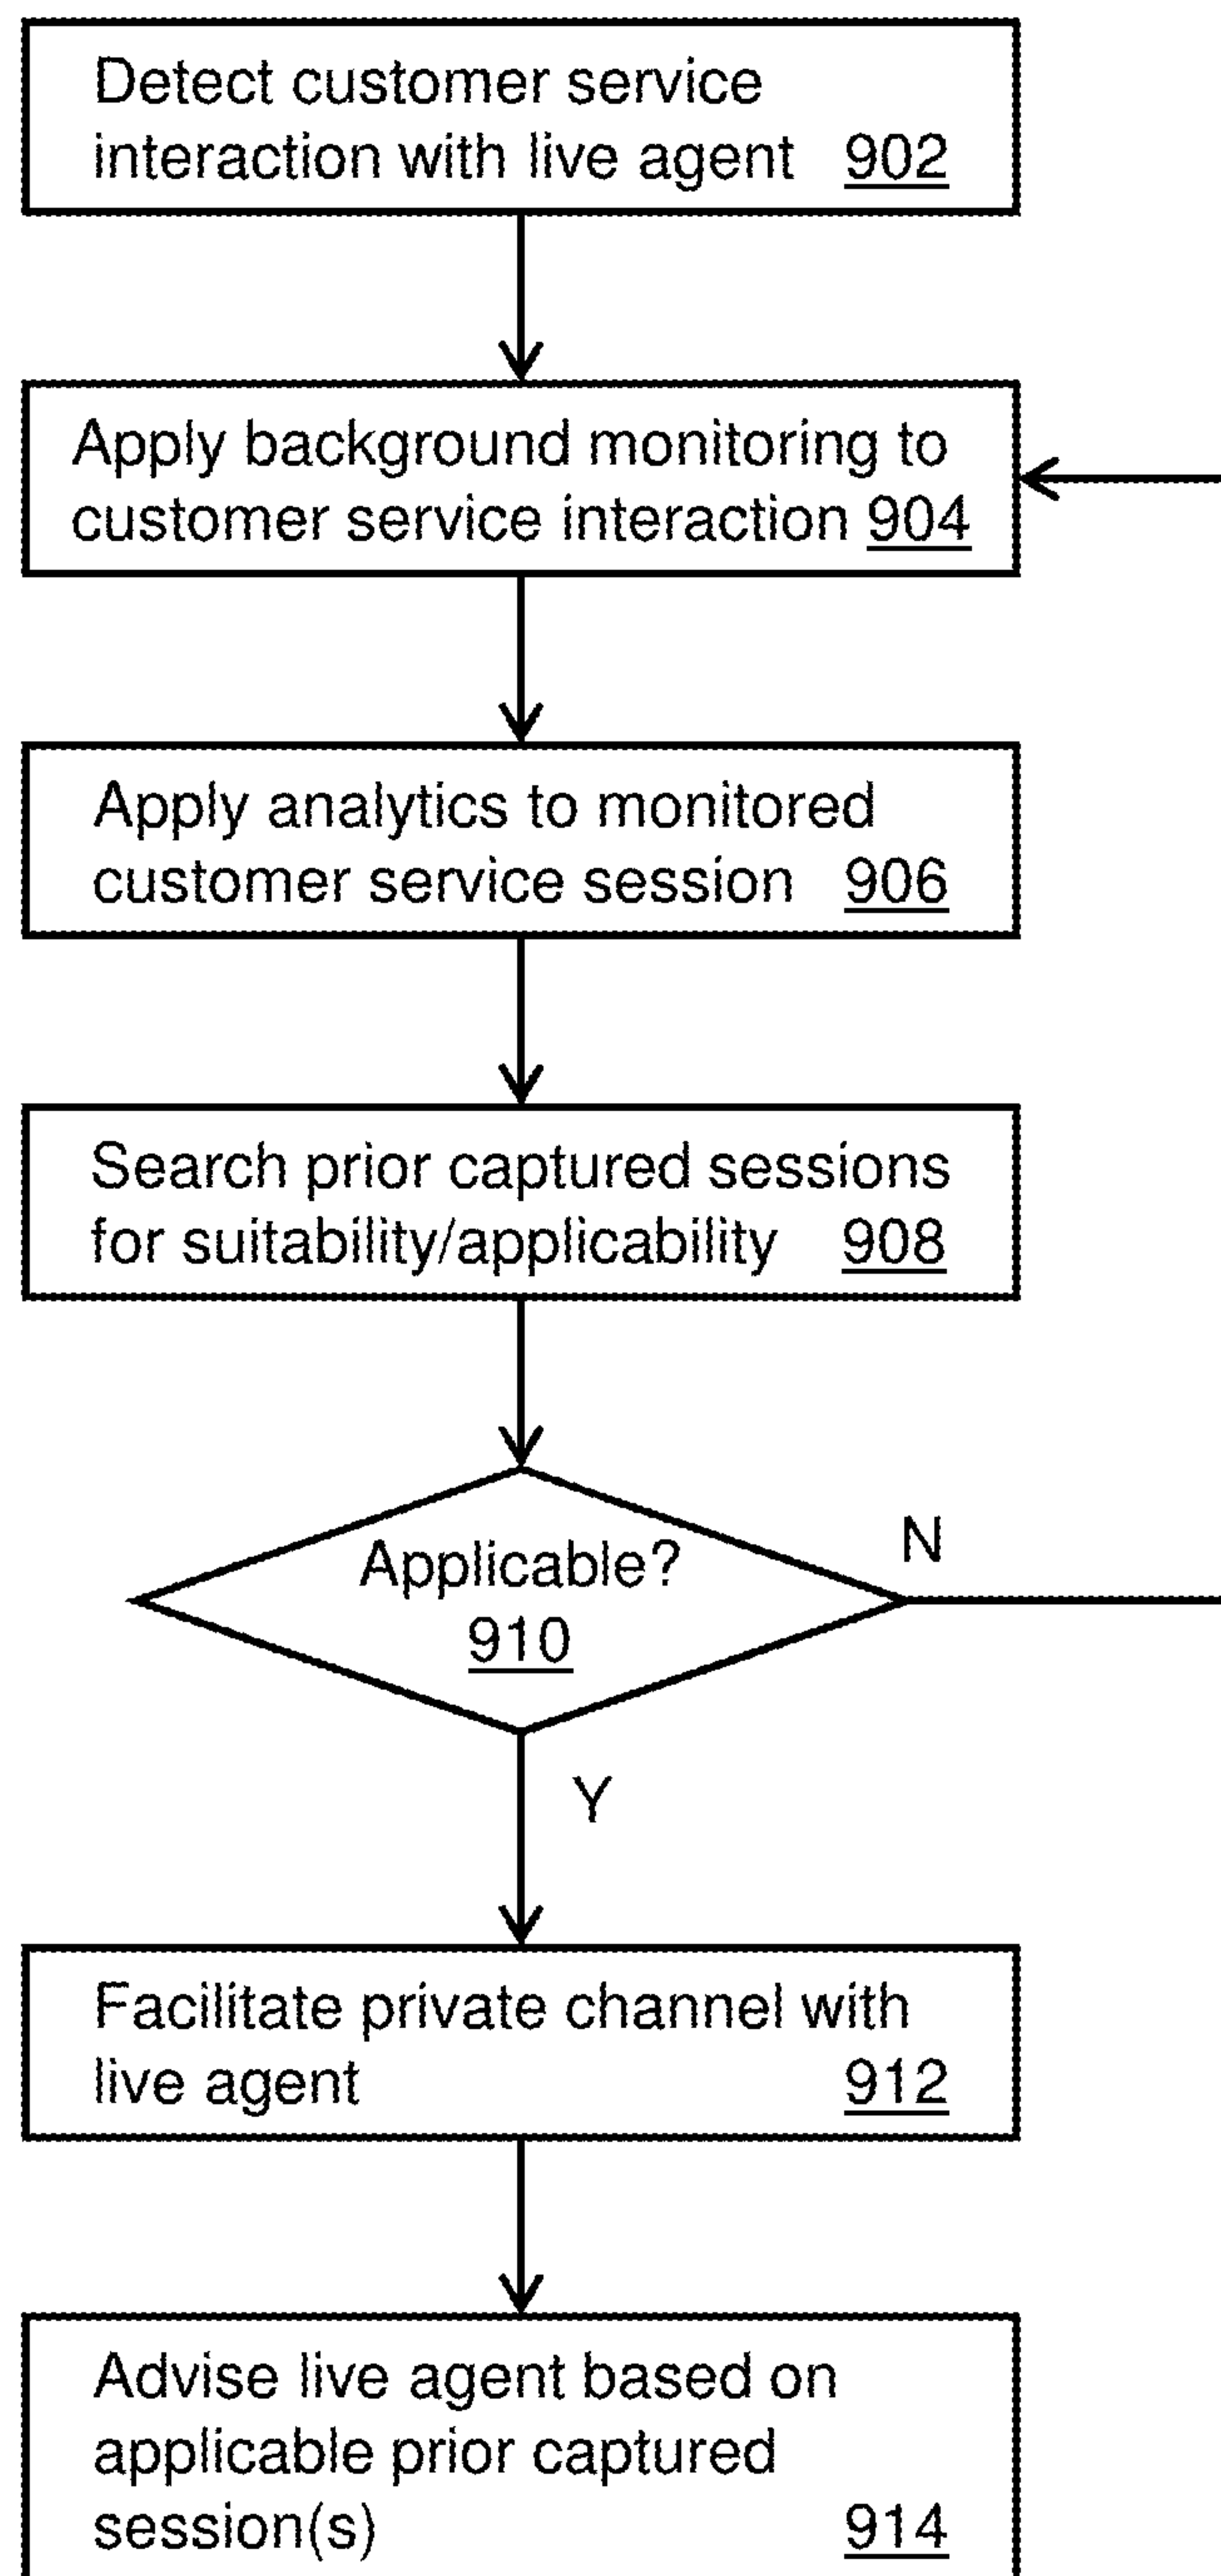 Detect customer service
interaction with live agent 902
Apply background monitoring to
customer service interaction 904
Apply analytics to monitored
customer service session 906
Search prior captured sessions
for suitability/applicability 908
Applicable?
910
N
Y
Facilitate private channel with
live agent 912
Advise live agent based on
applicable prior captured
session(s) 914